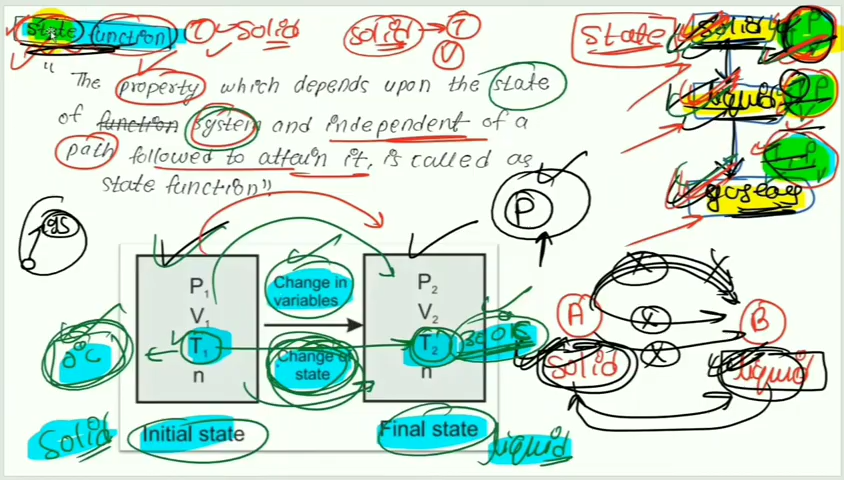 state function T solid solid → T
V
state solid T P
V
liquid T P
V
T P
V
gaseous
" The property which depends upon the state
of function system and independent of a
path followed to attain it, is called as
state function"
P
P₁
V₁
T₁
n
Change in
variables
Change of
state
P₂
V₂
T₂ 300K
n
0°C
A X X B
X
X
solid liquid
Initial state
Final state
solid
liquid